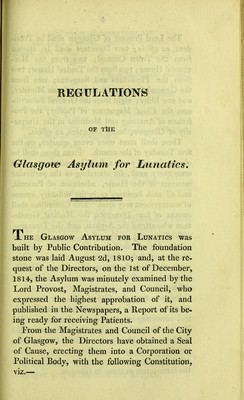 REGULATIONS
OF THE
Glasgow Asylum for Lunatics.
THE GLASGOW ASYLUM FOR LUNATICS was
built by Public Contribution. The foundation
stone was laid August 2d, 1810; and, at the re-
quest of the Directors, on the 1st of December,
1814, the Asylum was minutely examined by the
Lord Provost, Magistrates, and Council, who
expressed the highest approbation of it, and
published in the Newspapers, a Report of its be-
ing ready for receiving Patients.
From the Magistrates and Council of the City
of Glasgow, the Directors have obtained a Seal
of Cause, erecting them into a Corporation or
Political Body, with the following Constitution,
viz.—